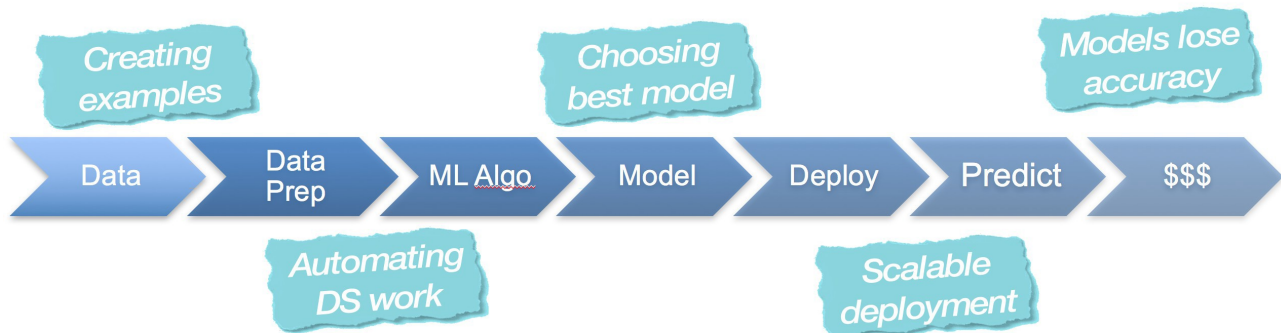 Creating
examples
Choosing
best model
Models lose
accuracy
Data
Data
Prep
ML Algo
Model
Deploy
Predict
$$$
Automating
DS work
Scalable
deployment